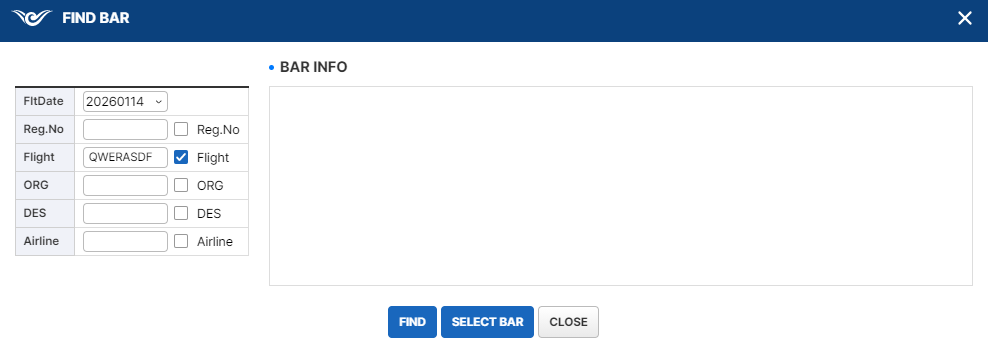 FIND BAR
BAR INFO
FltDate 20260114
Reg.No Reg.No
Flight QWERASDF Flight
ORG ORG
DES DES
Airline Airline
FIND SELECT BAR CLOSE